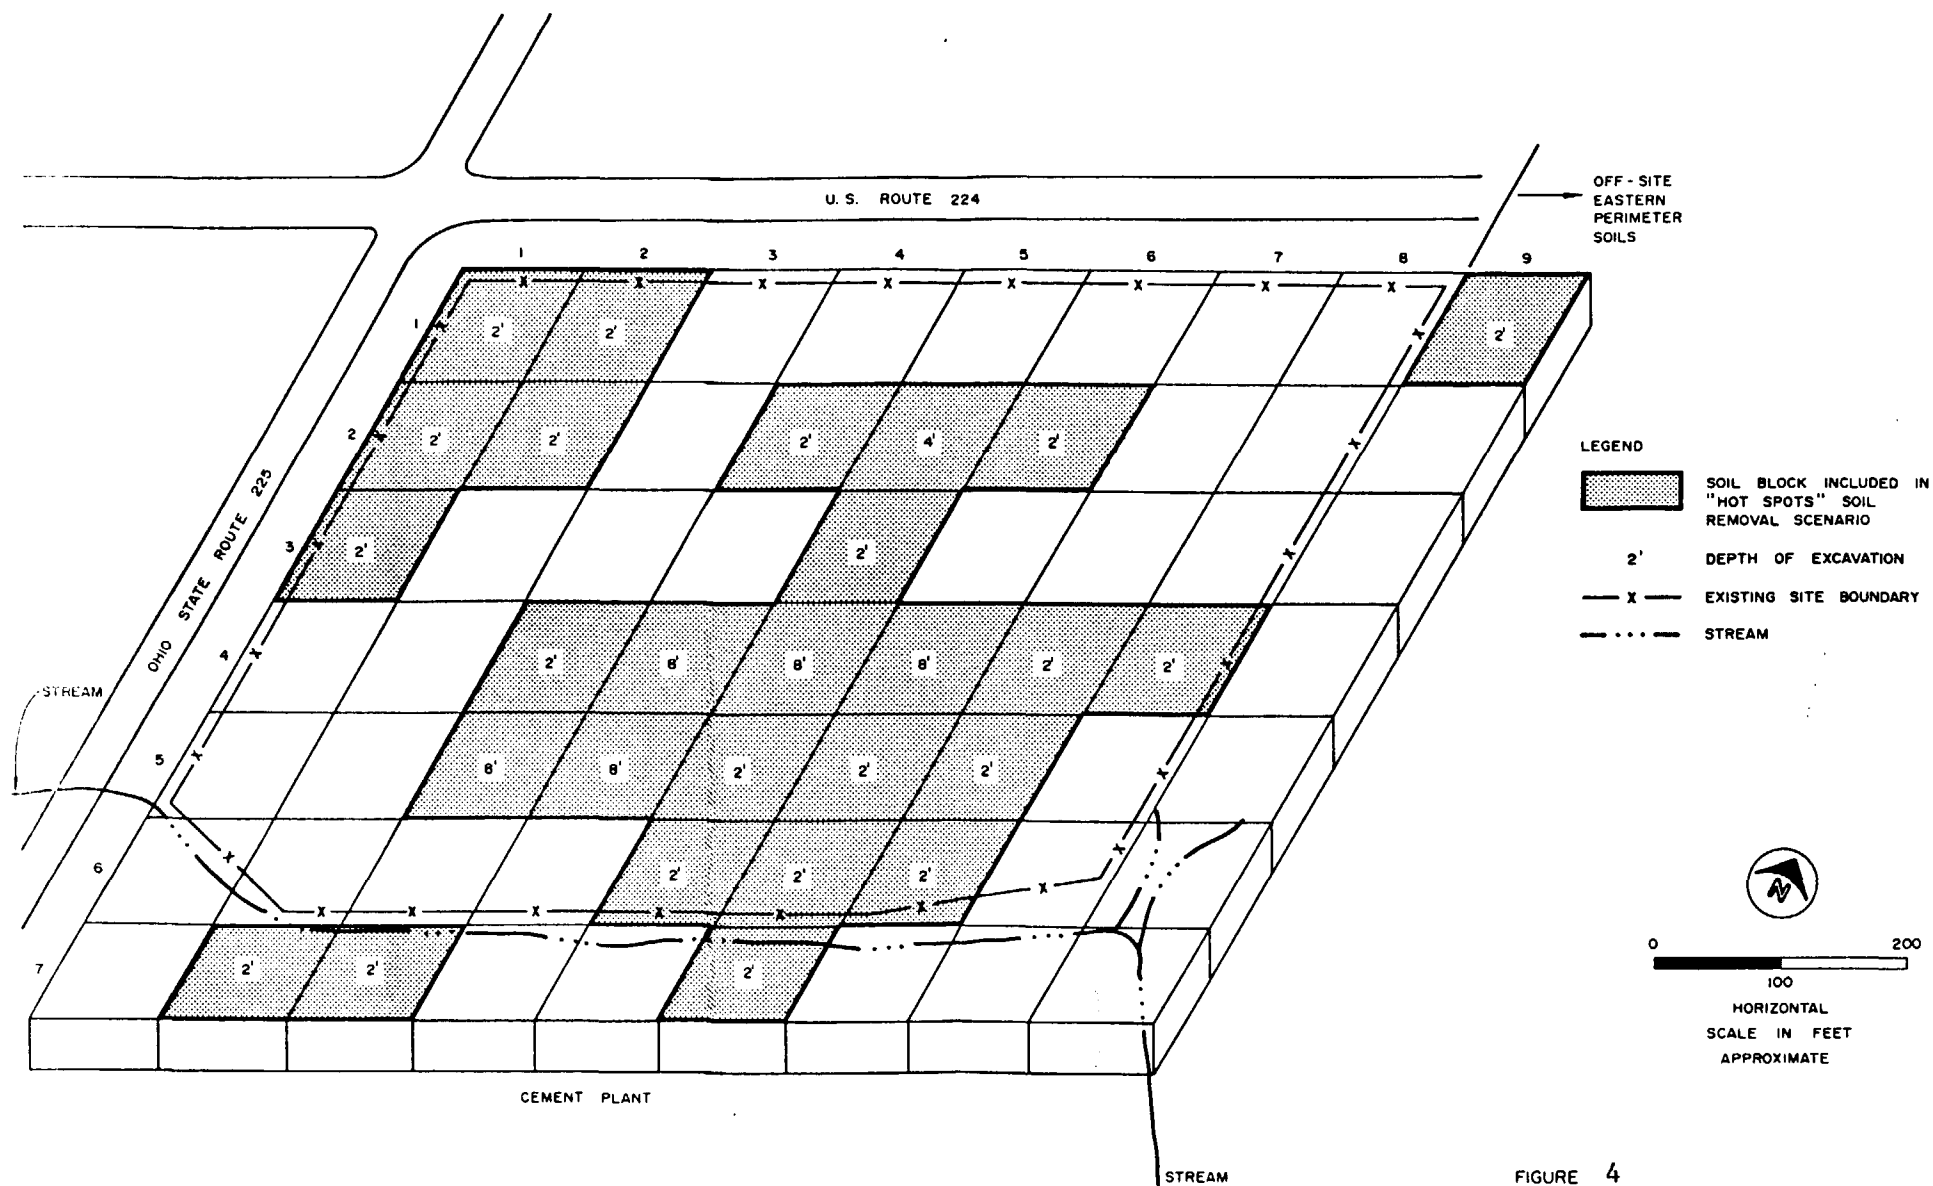 U. S. ROUTE 224
OFF - SITE
EASTERN
PERIMETER
SOILS
1 2 3 4 5 6 7 8 9
1
2' 2' 2'
2
2' 2' 2' 4' 2'
3
2' 2'
4
2' 8' 8' 8' 2' 2'
5
8' 8' 2' 2' 2'
6
2' 2' 2'
7
2' 2' 2'
OHIO STATE ROUTE 225
STREAM
CEMENT PLANT
STREAM
LEGEND
SOIL BLOCK INCLUDED IN
"HOT SPOTS" SOIL
REMOVAL SCENARIO
2' DEPTH OF EXCAVATION
X EXISTING SITE BOUNDARY
STREAM
N
0 200
100
HORIZONTAL
SCALE IN FEET
APPROXIMATE
FIGURE 4